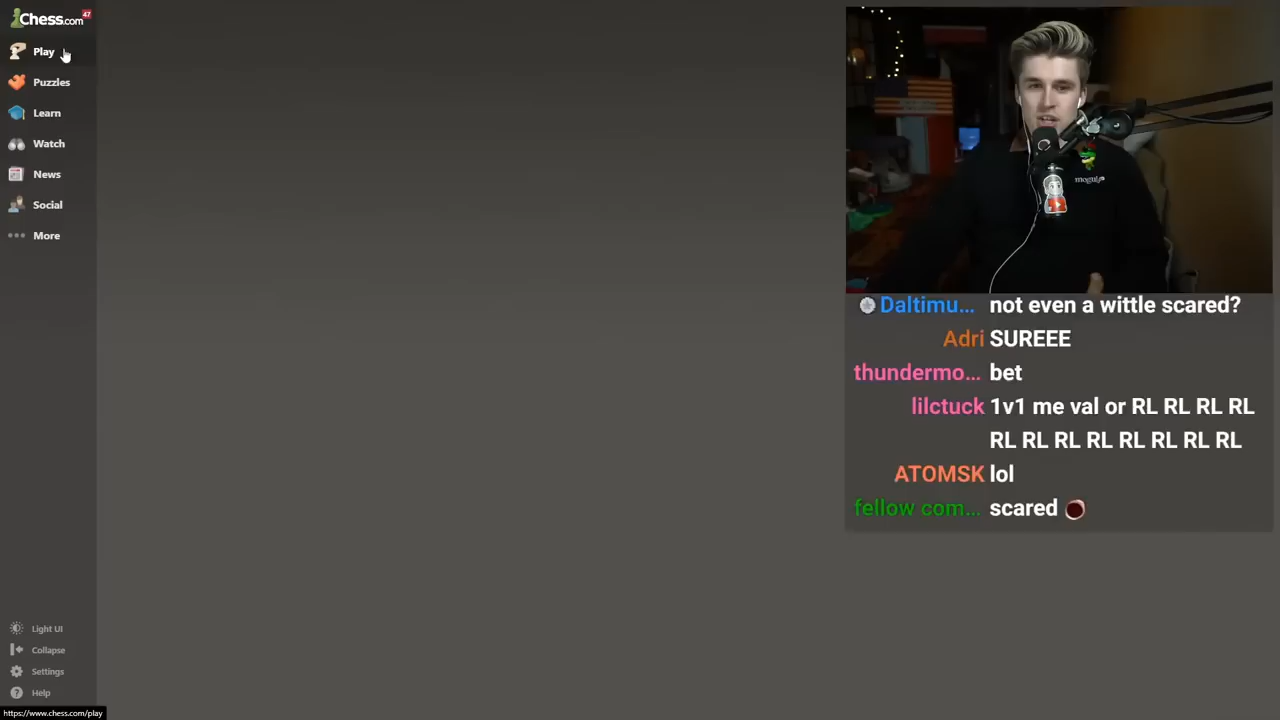 Chess.com
47
Play
Puzzles
Learn
Watch
News
Social
More
Light UI
Collapse
Settings
Help
https://www.chess.com/play
moguls
Daltimu... not even a wittle scared?
Adri SUREEE
thundermo... bet
lilctuck 1v1 me val or RL RL RL RL
RL RL RL RL RL RL RL RL
ATOMSK lol
fellow com... scared